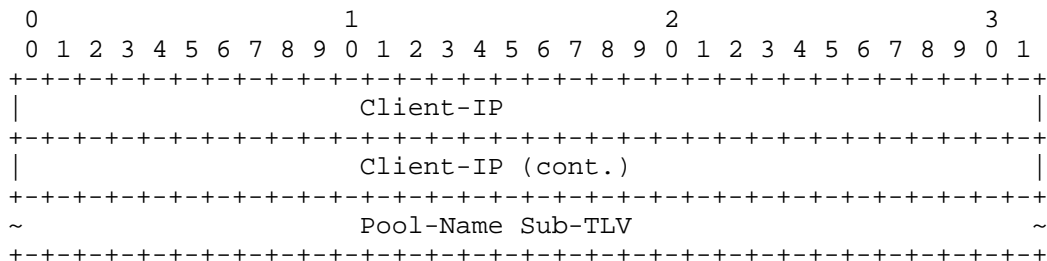 0                   1                   2                   3
 0 1 2 3 4 5 6 7 8 9 0 1 2 3 4 5 6 7 8 9 0 1 2 3 4 5 6 7 8 9 0 1
+-+-+-+-+-+-+-+-+-+-+-+-+-+-+-+-+-+-+-+-+-+-+-+-+-+-+-+-+-+-+-+-+
|                     Client-IP                                 |
+-+-+-+-+-+-+-+-+-+-+-+-+-+-+-+-+-+-+-+-+-+-+-+-+-+-+-+-+-+-+-+-+
|                     Client-IP (cont.)                         |
+-+-+-+-+-+-+-+-+-+-+-+-+-+-+-+-+-+-+-+-+-+-+-+-+-+-+-+-+-+-+-+-+
~                     Pool-Name Sub-TLV                         ~
+-+-+-+-+-+-+-+-+-+-+-+-+-+-+-+-+-+-+-+-+-+-+-+-+-+-+-+-+-+-+-+-+